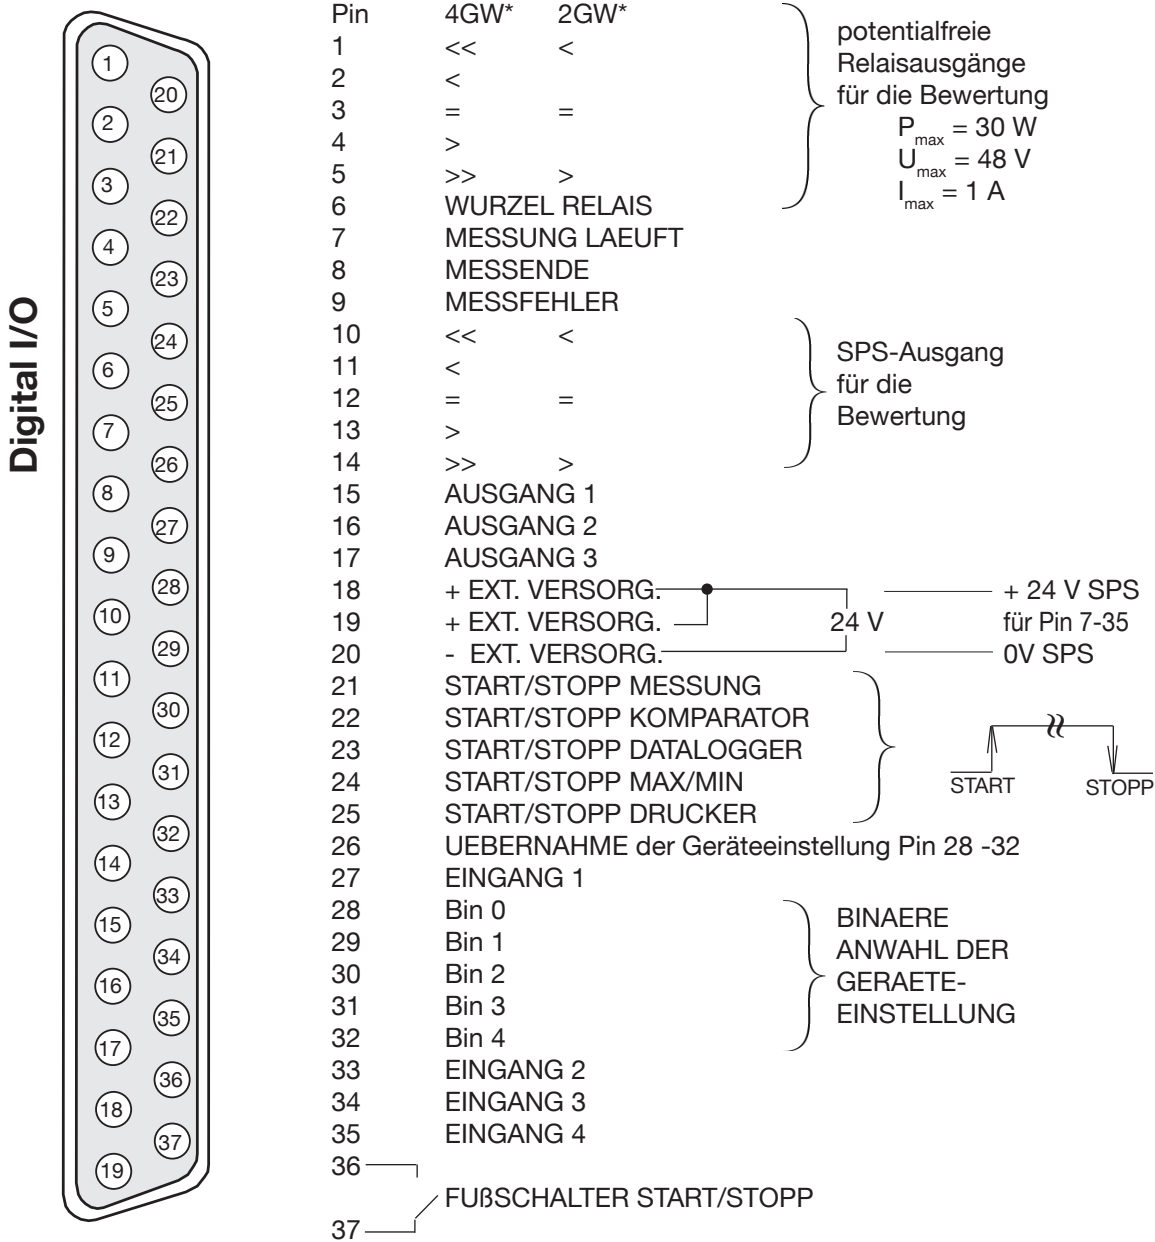 Digital I/O
1
2
3
4
5
6
7
8
9
10
11
12
13
14
15
16
17
18
19
20
21
22
23
24
25
26
27
28
29
30
31
32
33
34
35
36
37
Pin 4GW* 2GW*
1 << <
2 <
3 = =
4 >
5 >> >
6 WURZEL RELAIS
potentialfreie
Relaisausgänge
für die Bewertung
Pmax = 30 W
Umax = 48 V
Imax = 1 A
7 MESSUNG LAEUFT
8 MESSENDE
9 MESSFEHLER
10 << <
11 <
12 = =
13 >
14 >> >
SPS-Ausgang
für die
Bewertung
15 AUSGANG 1
16 AUSGANG 2
17 AUSGANG 3
18 + EXT. VERSORG.
19 + EXT. VERSORG.
20 - EXT. VERSORG.
24 V
+ 24 V SPS
für Pin 7-35
0V SPS
21 START/STOPP MESSUNG
22 START/STOPP KOMPARATOR
23 START/STOPP DATALOGGER
24 START/STOPP MAX/MIN
25 START/STOPP DRUCKER
START STOPP
26 UEBERNAHME der Geräteeinstellung Pin 28 -32
27 EINGANG 1
28 Bin 0
29 Bin 1
30 Bin 2
31 Bin 3
32 Bin 4
BINAERE
ANWAHL DER
GERAETE-
EINSTELLUNG
33 EINGANG 2
34 EINGANG 3
35 EINGANG 4
36
FUßSCHALTER START/STOPP
37